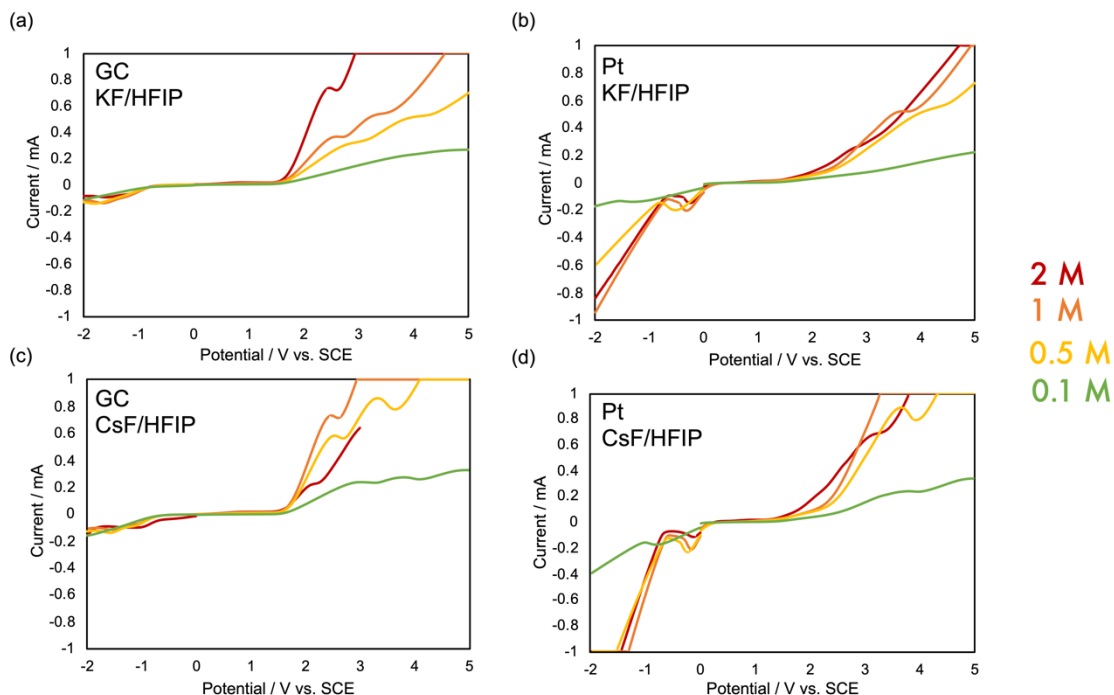 (a)
GC
KF/HFIP
Current / mA
1
0.8
0.6
0.4
0.2
0
-0.2
-0.4
-0.6
-0.8
-1
-2 -1 0 1 2 3 4 5
Potential / V vs. SCE
(b)
Pt
KF/HFIP
Current / mA
1
0.8
0.6
0.4
0.2
0
-0.2
-0.4
-0.6
-0.8
-1
-2 -1 0 1 2 3 4 5
Potential / V vs. SCE
(c)
GC
CsF/HFIP
Current / mA
1
0.8
0.6
0.4
0.2
0
-0.2
-0.4
-0.6
-0.8
-1
-2 -1 0 1 2 3 4 5
Potential / V vs. SCE
(d)
Pt
CsF/HFIP
Current / mA
1
0.8
0.6
0.4
0.2
0
-0.2
-0.4
-0.6
-0.8
-1
-2 -1 0 1 2 3 4 5
Potential / V vs. SCE
2 M
1 M
0.5 M
0.1 M